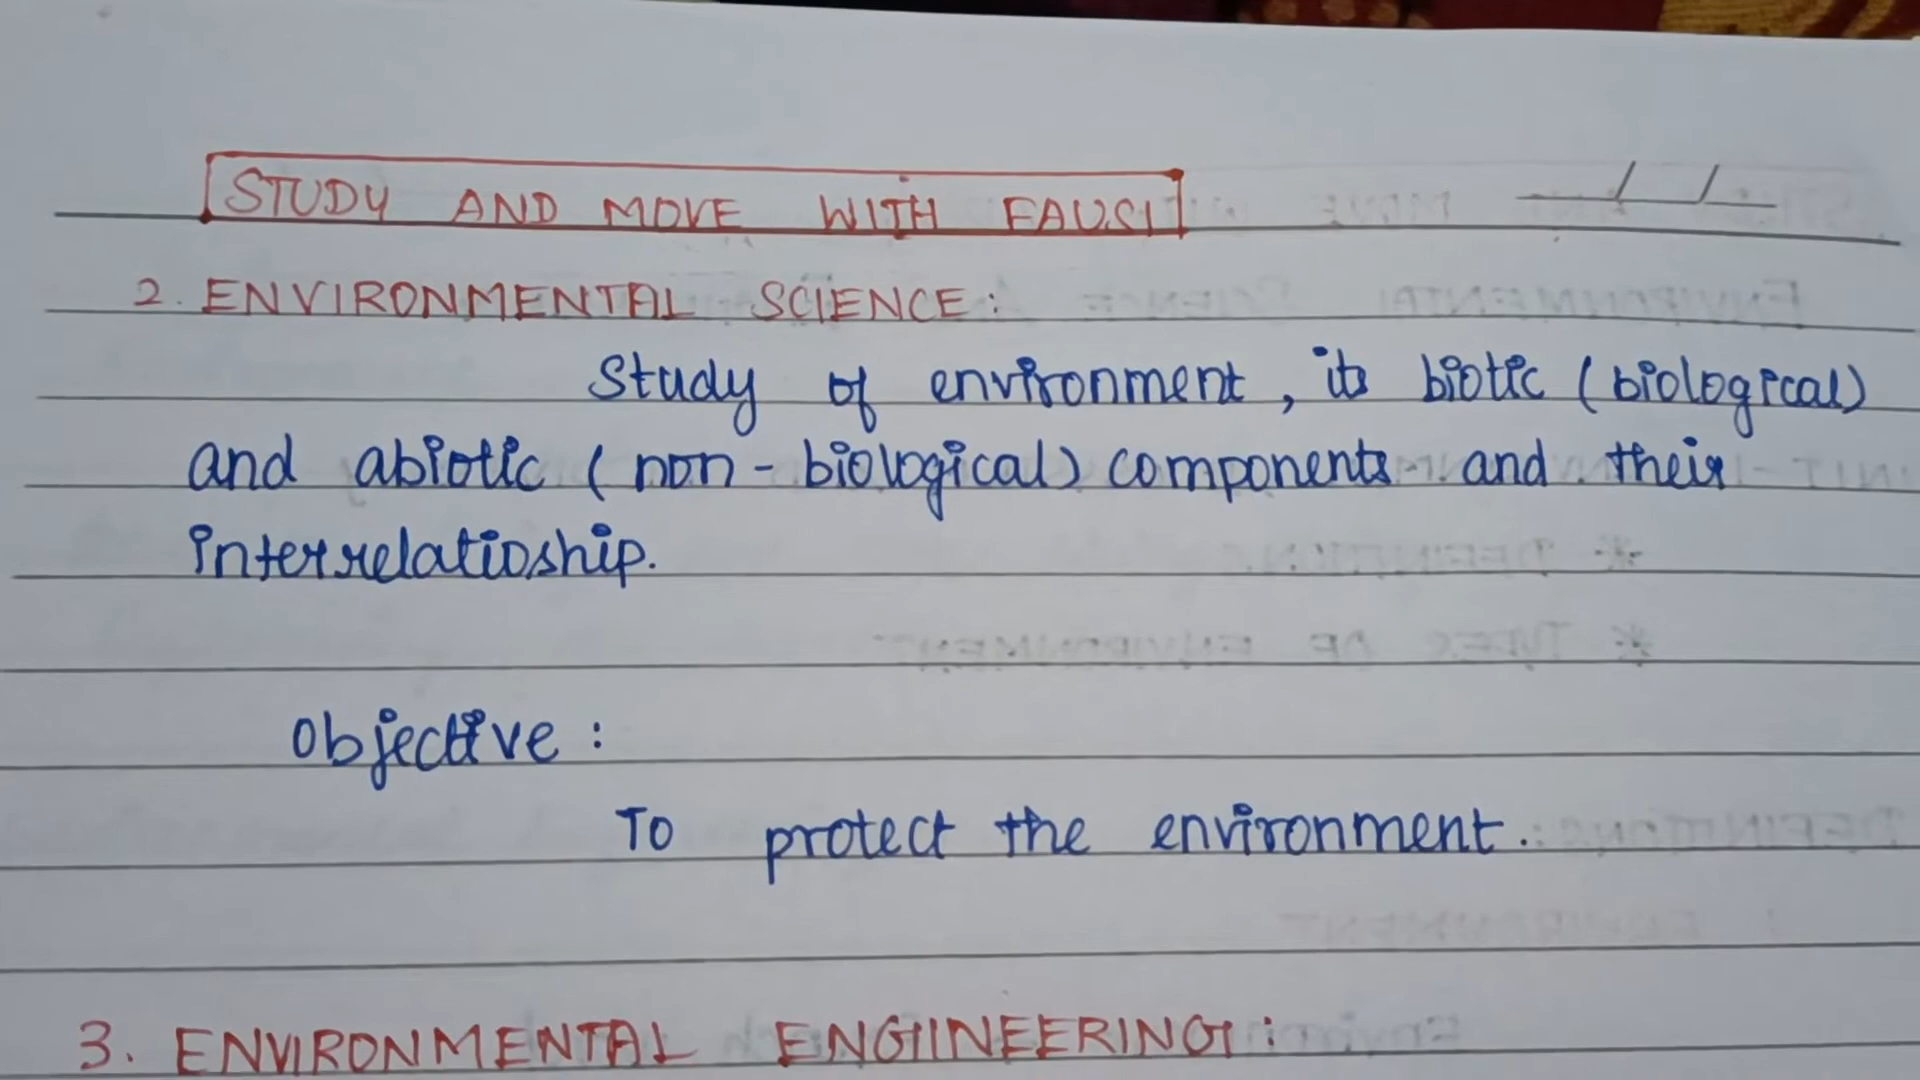 STUDY AND MOVE WITH FAUSI
2. ENVIRONMENTAL SCIENCE:
Study of environment, its biotic (biological)
and abiotic (non-biological) components and their
interrelatioship.
Objective:
To protect the environment.
3. ENVIRONMENTAL ENGINEERING: